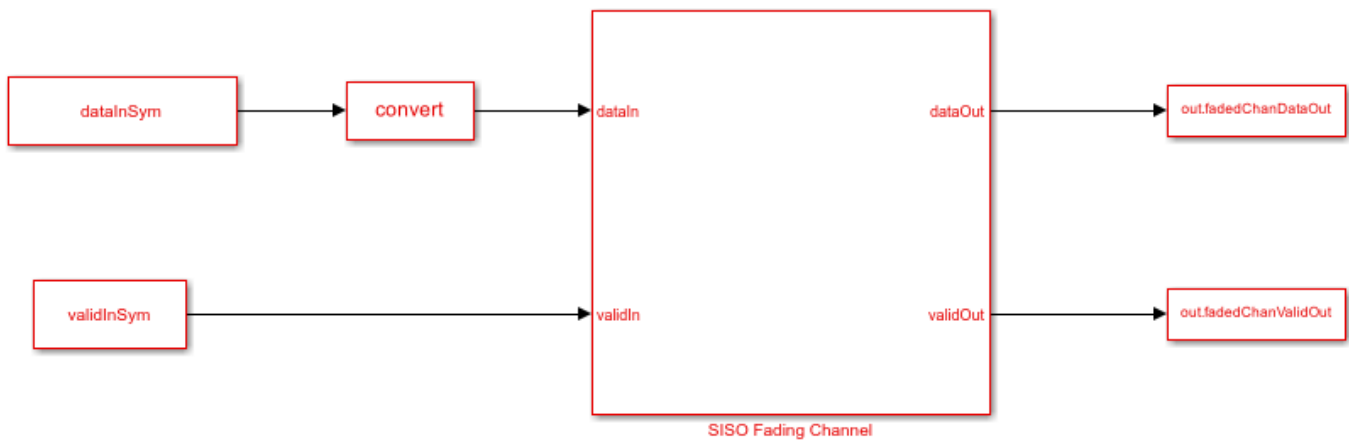 dataInSym
convert
dataIn
dataOut
out.fadedChanDataOut
validInSym
validIn
validOut
out.fadedChanValidOut
SISO Fading Channel